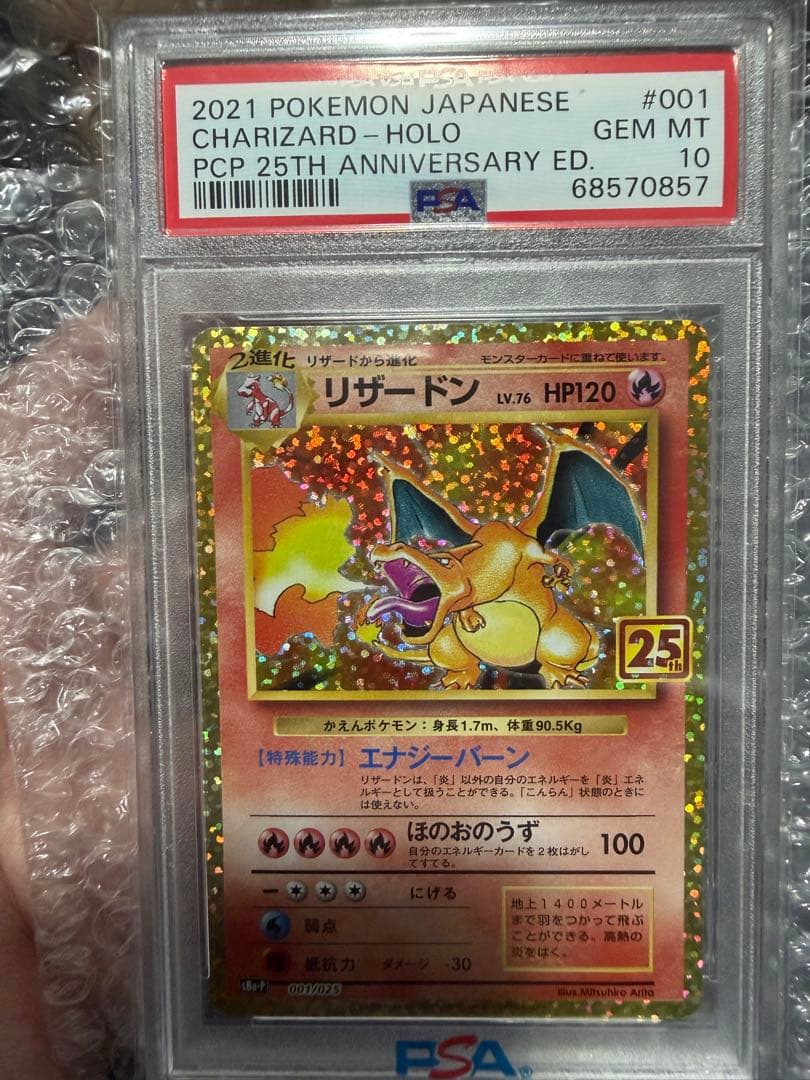 2021 POKEMON JAPANESE #001
CHARIZARD-HOLO GEM MT
PCP 25TH ANNIVERSARY ED. 10
PSA 68570857
2進化 リザードから進化 モンスターカードに重ねて使います。
リザードン LV.76 HP120
25th
かえんポケモン：身長1.7m、体重90.5Kg
【特殊能力】エナジーバーン
リザードンは、「炎」以外の自分のエネルギーを「炎」エネ
ルギーとして扱うことができる。「こんらん」状態のときに
は使えない。
ほのおのうず 100
自分のエネルギーカードを2枚はがし
てすてる。
にげる
弱点
抵抗力 ダメージ -30
地上1400メートル
まで羽をつかって飛ぶ
ことができる。高熱の
炎をはく。
S8a-P 001/025 illus.Mitsuhiro Arita
PSA